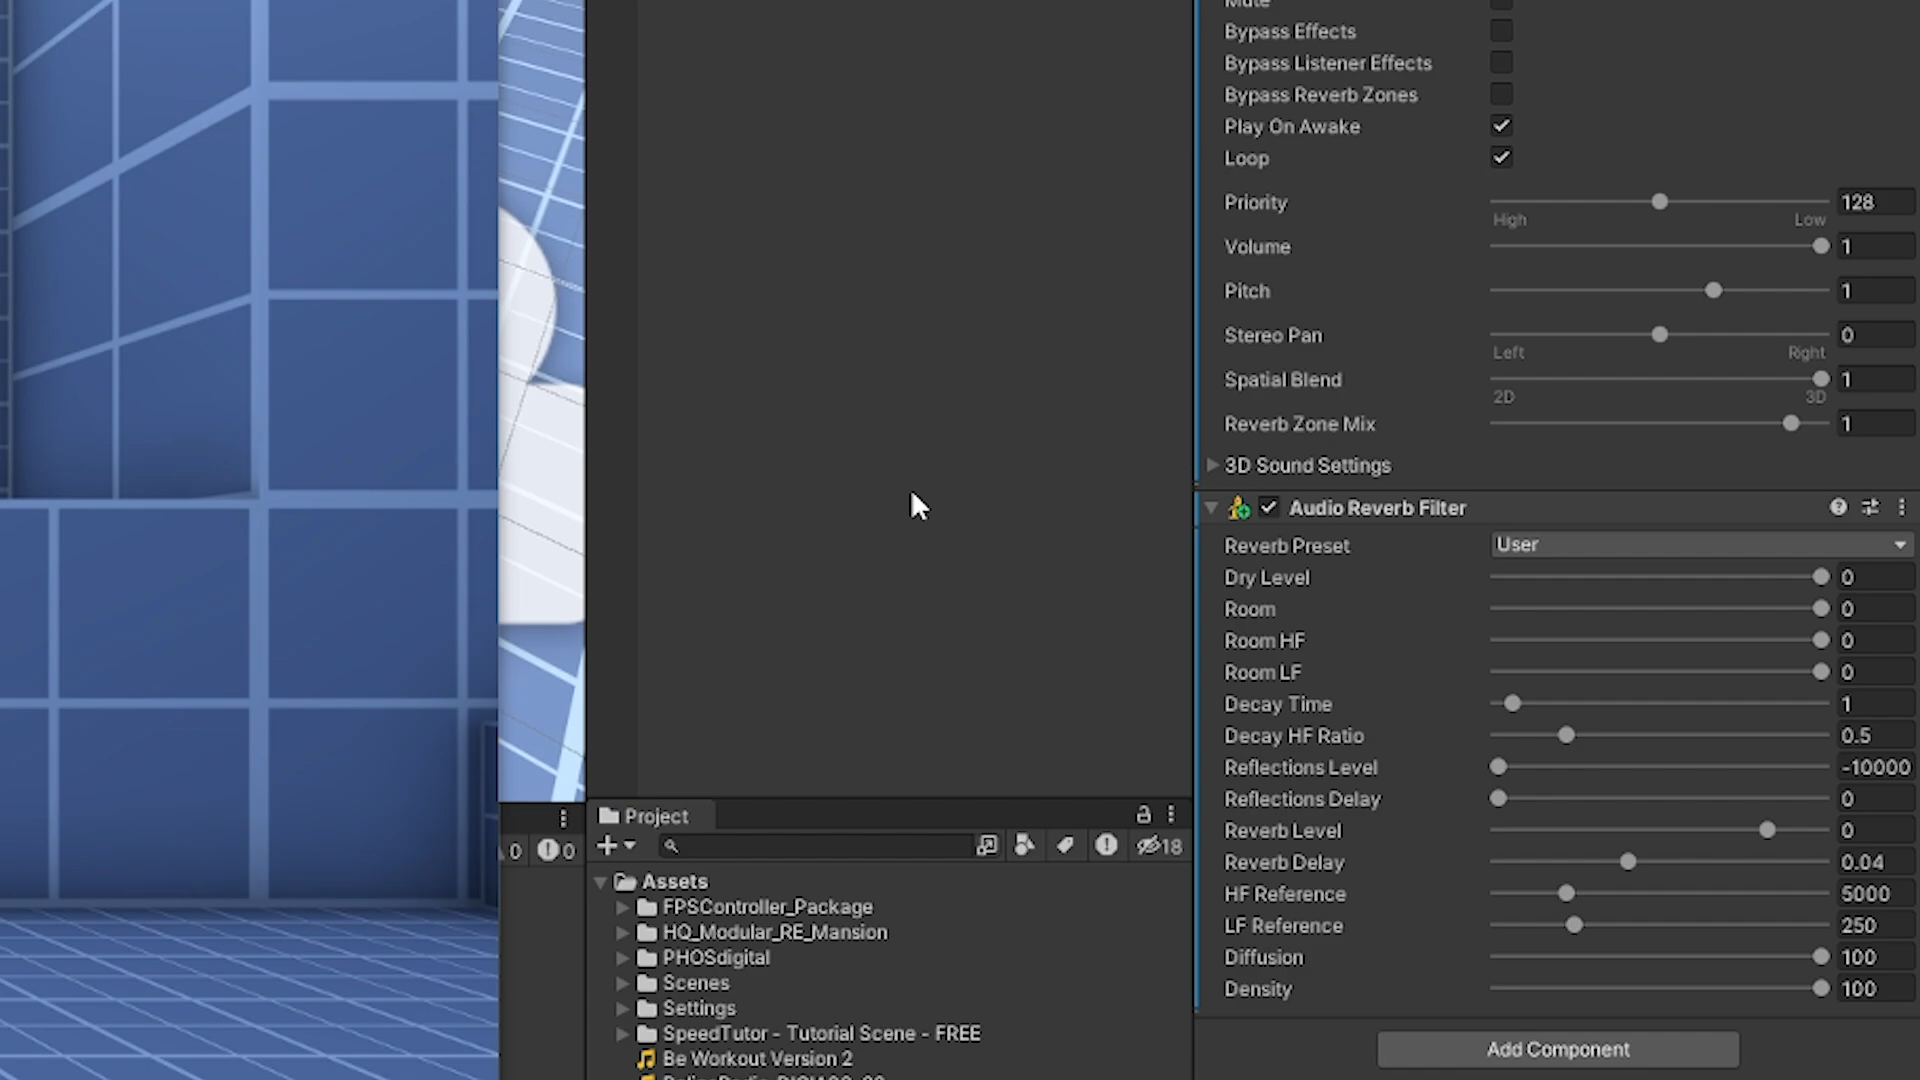 Mute
Bypass Effects
Bypass Listener Effects
Bypass Reverb Zones
Play On Awake
Loop
Priority 128
High Low
Volume 1
Pitch 1
Stereo Pan 0
Left Right
Spatial Blend 1
2D 3D
Reverb Zone Mix 1
3D Sound Settings
Audio Reverb Filter
Reverb Preset User
Dry Level 0
Room 0
Room HF 0
Room LF 0
Decay Time 1
Decay HF Ratio 0.5
Reflections Level -10000
Reflections Delay 0
Reverb Level 0
Reverb Delay 0.04
HF Reference 5000
LF Reference 250
Diffusion 100
Density 100
Add Component
0 0
Project
18
Assets
FPSController_Package
HQ_Modular_RE_Mansion
PHOSdigital
Scenes
Settings
SpeedTutor - Tutorial Scene - FREE
Be Workout Version 2